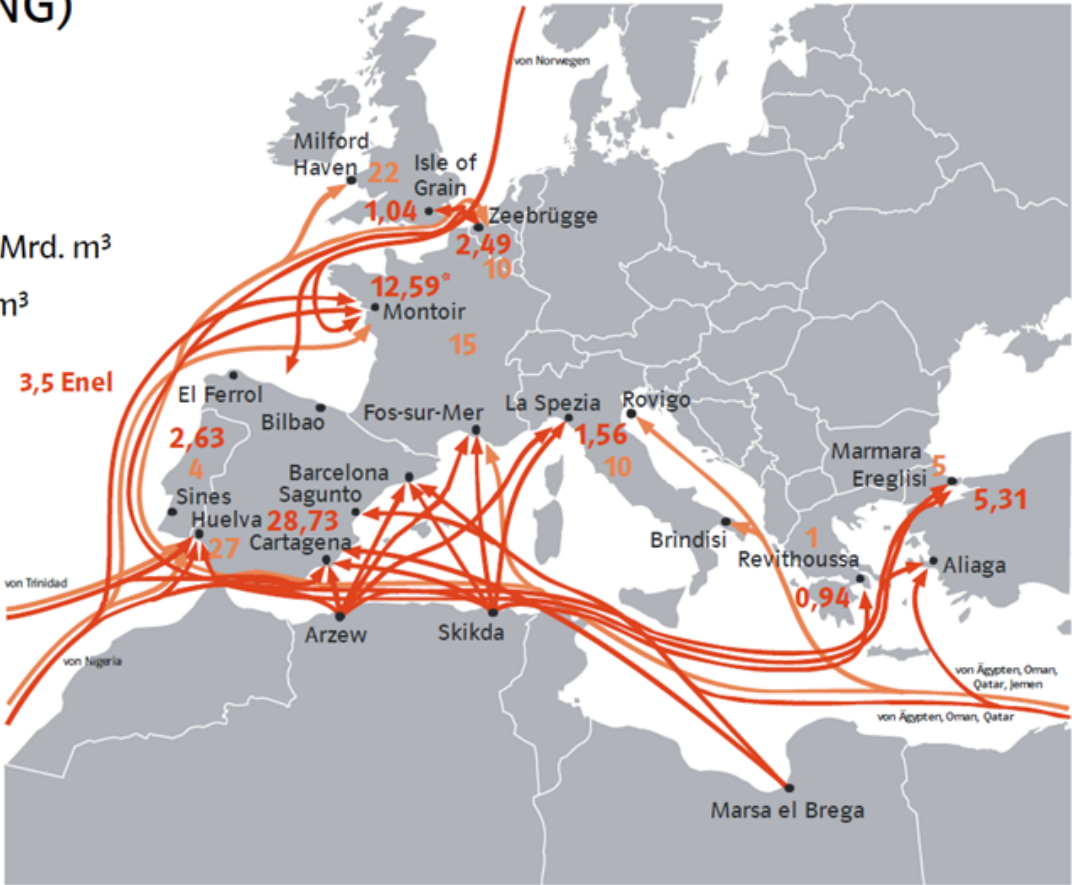 NG)
von Norwegen
Milford
Haven
22
Isle of
Grain
1,04
Zeebrügge
2,49
10
Mrd. m³
m³
12,59*
Montoir
15
3,5 Enel
El Ferrol
Bilbao
Fos-sur-Mer
La Spezia
Rovigo
1,56
10
2,63
4
Barcelona
Sagunto
Sines
Huelva
28,73
27
Cartagena
Marmara
Ereglisi
5
5,31
Brindisi
1
Revithoussa
0,94
Aliaga
von Trinidad
Arzew
Skikda
von Nigeria
von Ägypten, Oman,
Qatar, Jemen
von Ägypten, Oman, Qatar
Marsa el Brega